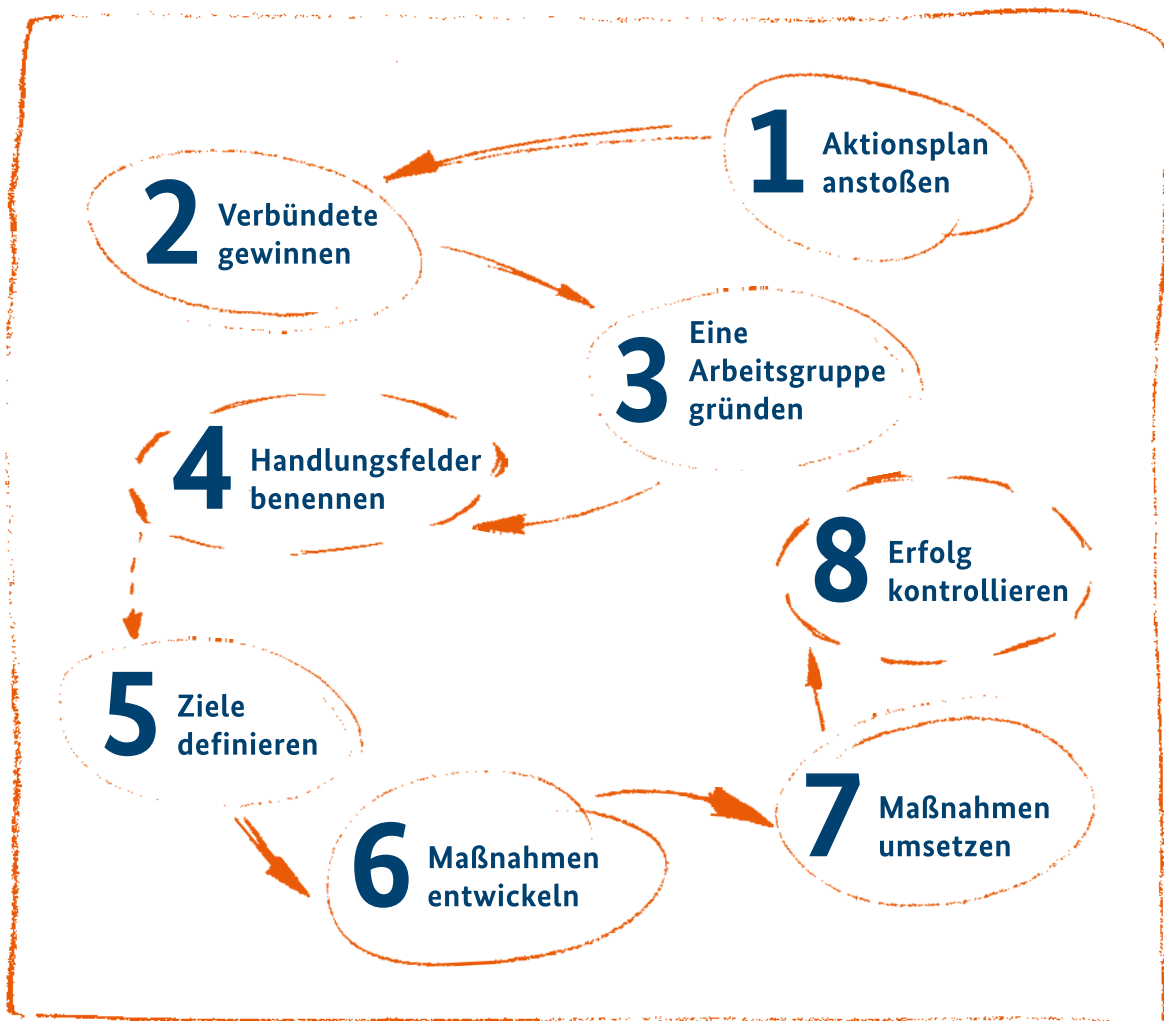 1 Aktionsplan
anstoßen
2 Verbündete
gewinnen
3 Eine
Arbeitsgruppe
gründen
4 Handlungsfelder
benennen
5 Ziele
definieren
6 Maßnahmen
entwickeln
7 Maßnahmen
umsetzen
8 Erfolg
kontrollieren